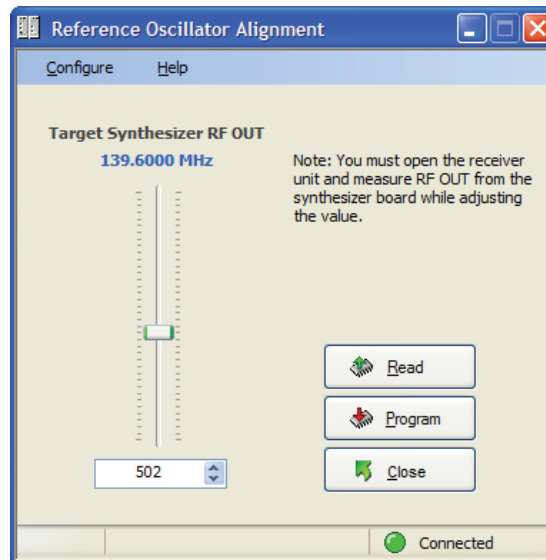 Reference Oscillator Alignment
Configure Help
Target Synthesizer RF OUT
139.6000 MHz
Note: You must open the receiver
unit and measure RF OUT from the
synthesizer board while adjusting
the value.
Read
Program
Close
502
Connected